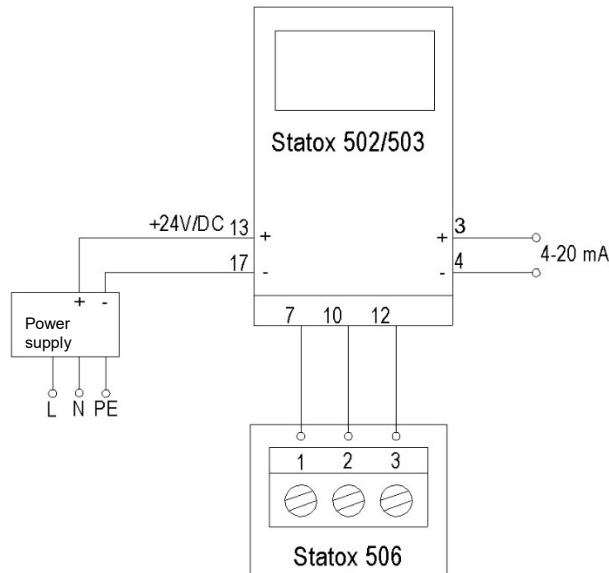 Statox 502/503
+24V/DC 13 + + 3
4-20 mA
17 - - 4
+ -
Power
supply
7 10 12
L N PE
1 2 3
Statox 506